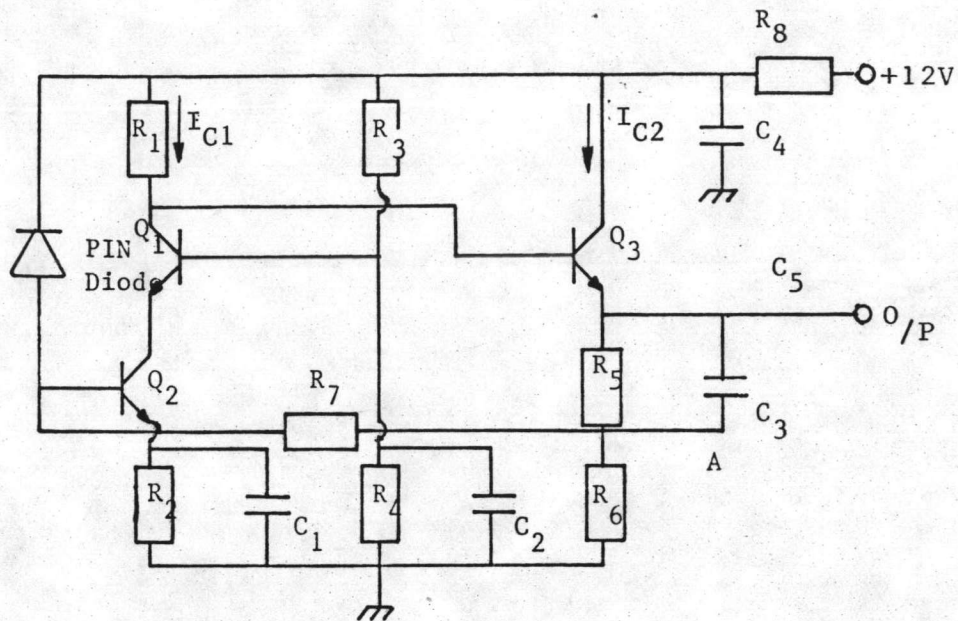 R8
+12V
R1
IC1
R3
IC2
C4
Q1
PIN
Diode
Q3
C5
O/P
Q2
R7
R5
C3
A
R2
C1
R4
C2
R6